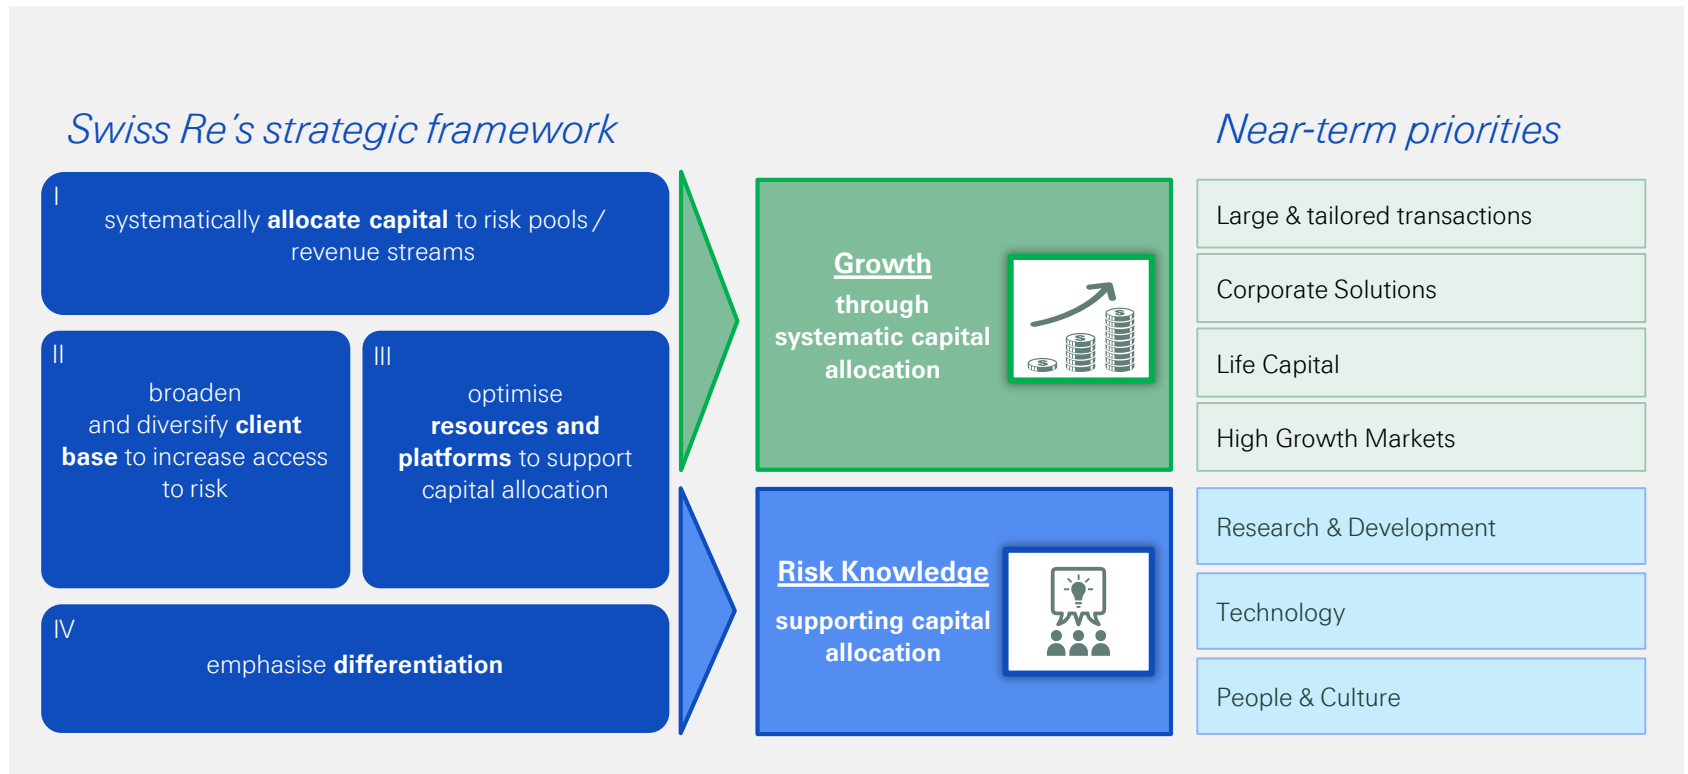 Swiss Re's strategic framework
Near-term priorities
I
systematically allocate capital to risk pools /
revenue streams
II
broaden
and diversify client
base to increase access
to risk
III
optimise
resources and
platforms to support
capital allocation
IV
emphasise differentiation
Growth
through
systematic capital
allocation
$
$
$
Risk Knowledge
supporting capital
allocation
Large & tailored transactions
Corporate Solutions
Life Capital
High Growth Markets
Research & Development
Technology
People & Culture